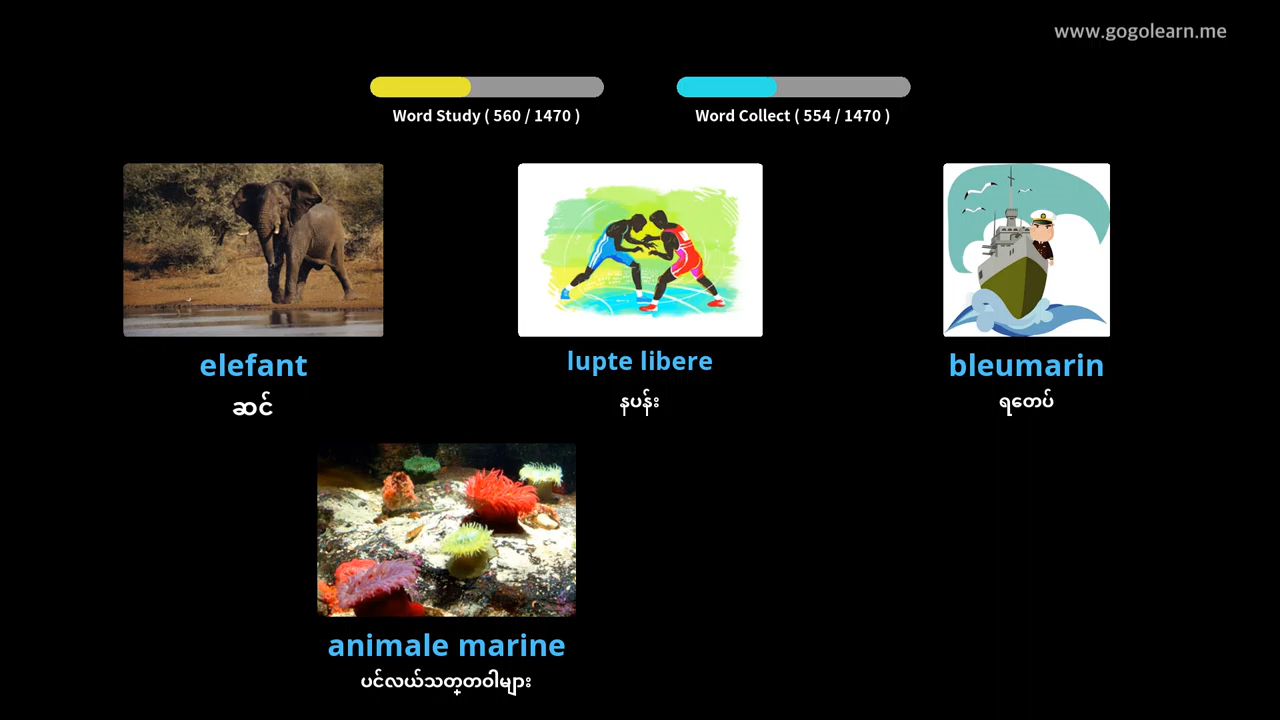 www.gogolearn.me
Word Study ( 560 / 1470 )
Word Collect ( 554 / 1470 )
elefant
ဆင်
lupte libere
နပန်း
bleumarin
ရေတပ်
animale marine
ပင်လယ်သတ္တဝါများ